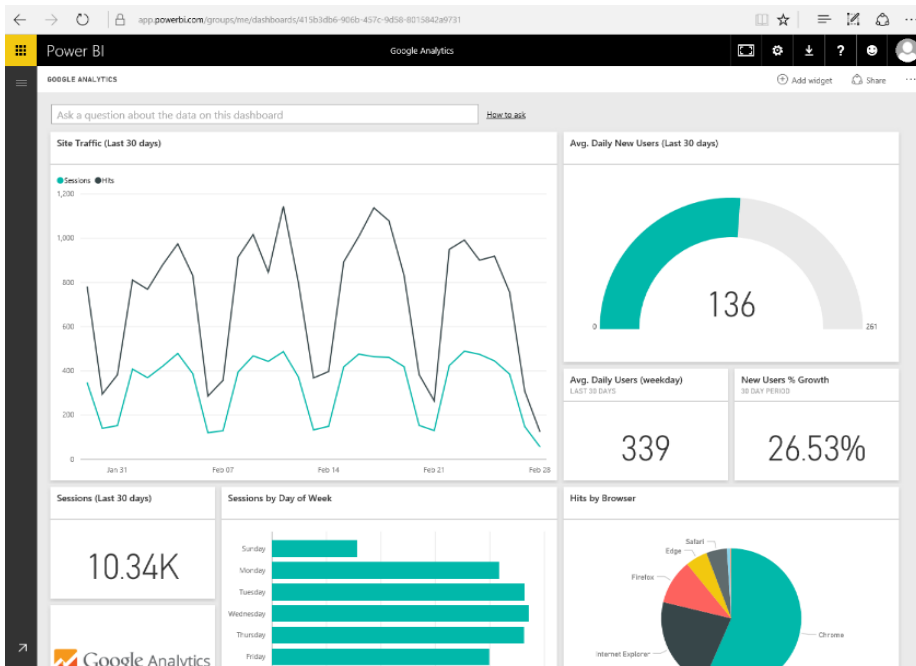 app.powerbi.com/groups/me/dashboards/415b3db6-906b-457c-9d58-8015842a9731
Power BI
Google Analytics
GOOGLE ANALYTICS
Add widget
Share
Ask a question about the data on this dashboard
How to ask
Site Traffic (Last 30 days)
Sessions Hits
1,200
1,000
800
600
400
200
0
Jan 31 Feb 07 Feb 14 Feb 21 Feb 28
Avg. Daily New Users (Last 30 days)
136
0
261
Avg. Daily Users (weekday)
LAST 30 DAYS
339
New Users % Growth
30 DAY PERIOD
26.53%
Sessions (Last 30 days)
10.34K
Google Analytics
Sessions by Day of Week
Sunday
Monday
Tuesday
Wednesday
Thursday
Friday
Hits by Browser
Safari
Edge
Firefox
Internet Explorer
Chrome